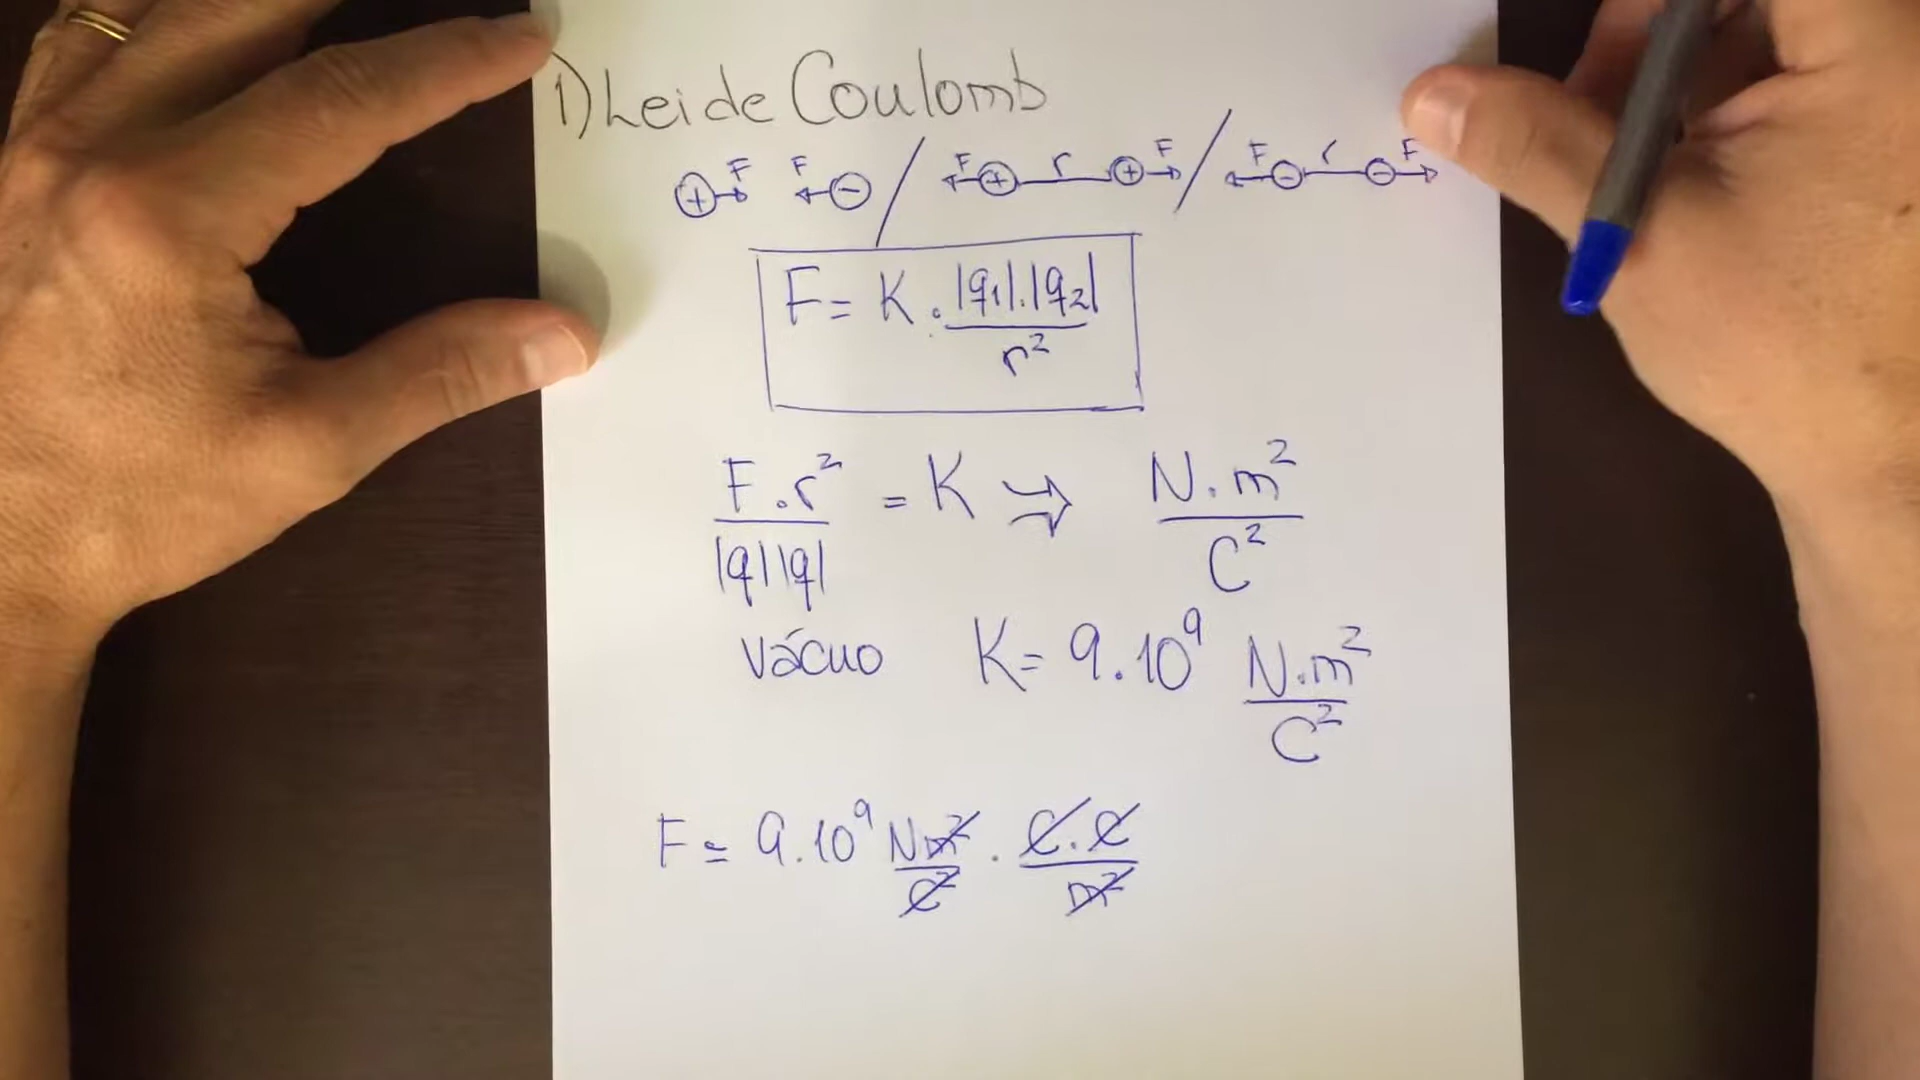 1) Lei de Coulomb
⊕→ F F ←⊖ / F ←⊕ r ⊕→ F / F ←⊖ r ⊖→ F
F = K . |q₁|.|q₂| / r²
F . r² / |q||q| = K ⇒ N . m² / C²
vácuo K = 9.10⁹ N.m² / C²
F = 9.10⁹ N m² / C² . C . C / m²